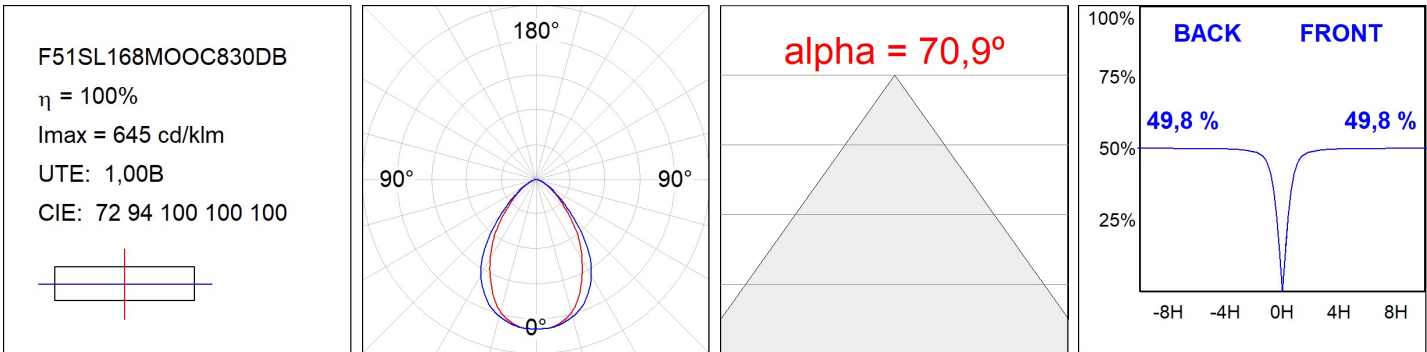 F51SL168MOOC830DB
η = 100%
Imax = 645 cd/klm
UTE: 1,00B
CIE: 72 94 100 100 100
180°
90° 90°
0°
alpha = 70,9º
100%
BACK FRONT
75%
49,8 % 49,8 %
50%
25%
-8H -4H 0H 4H 8H